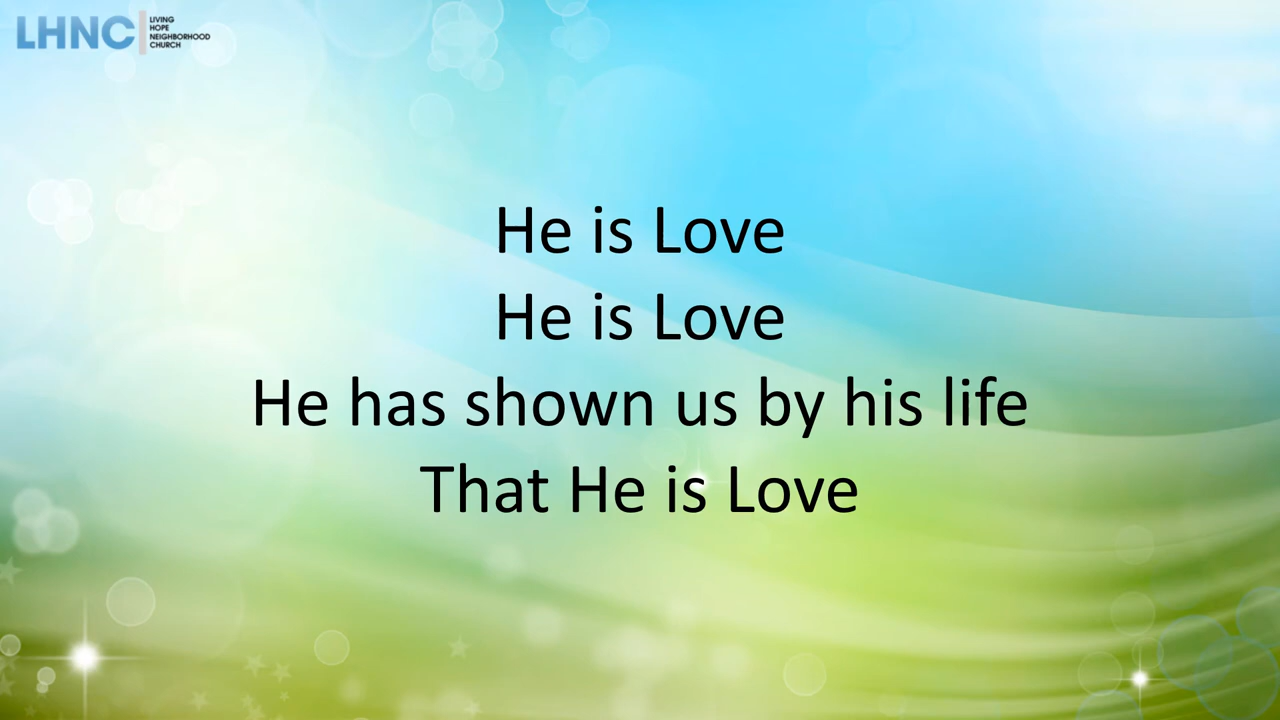 LHNC
LIVING
HOPE
NEIGHBORHOOD
CHURCH
He is Love
He is Love
He has shown us by his life
That He is Love